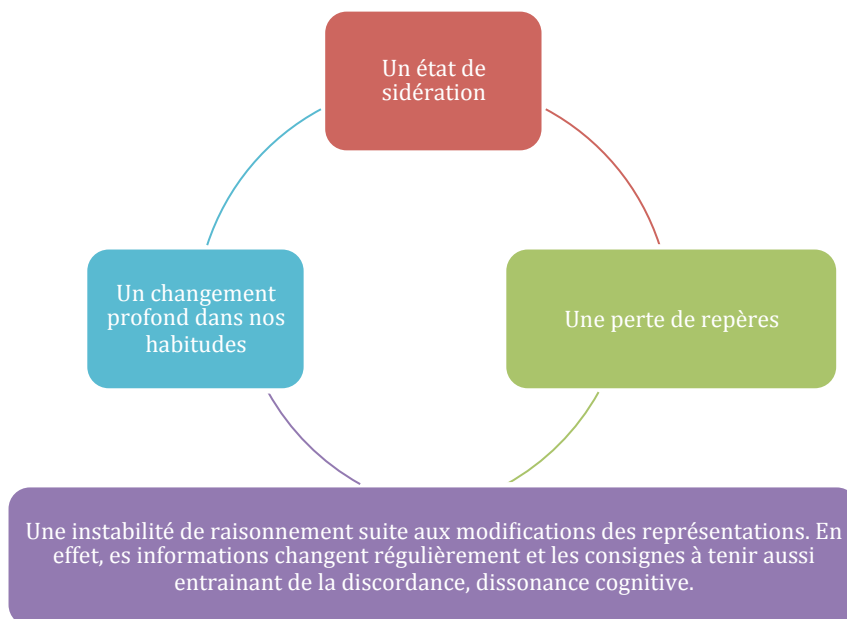 Un état de
sidération
Un changement
profond dans nos
habitudes
Une perte de repères
Une instabilité de raisonnement suite aux modifications des représentations. En
effet, es informations changent régulièrement et les consignes à tenir aussi
entrainant de la discordance, dissonance cognitive.